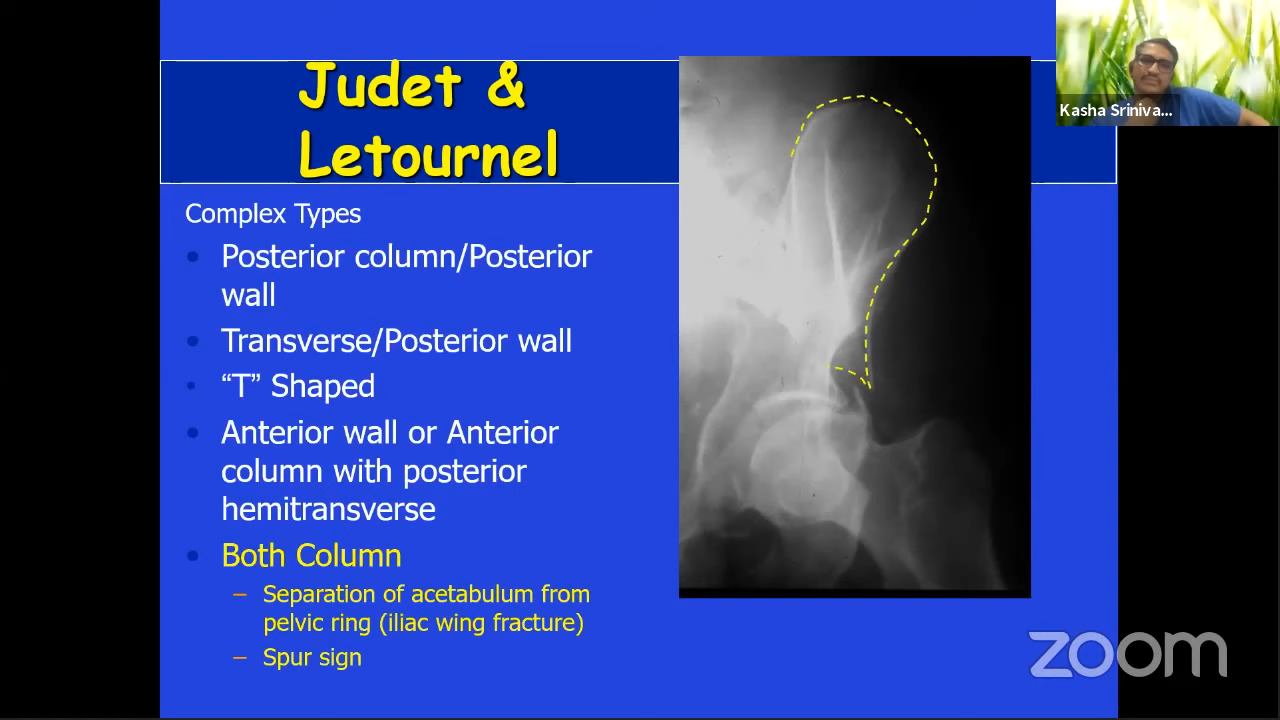 Judet &
Letournel
Kasha Sriniva...
Complex Types
• Posterior column/Posterior
wall
• Transverse/Posterior wall
• “T” Shaped
• Anterior wall or Anterior
column with posterior
hemitransverse
• Both Column
– Separation of acetabulum from
pelvic ring (iliac wing fracture)
– Spur sign
zoom